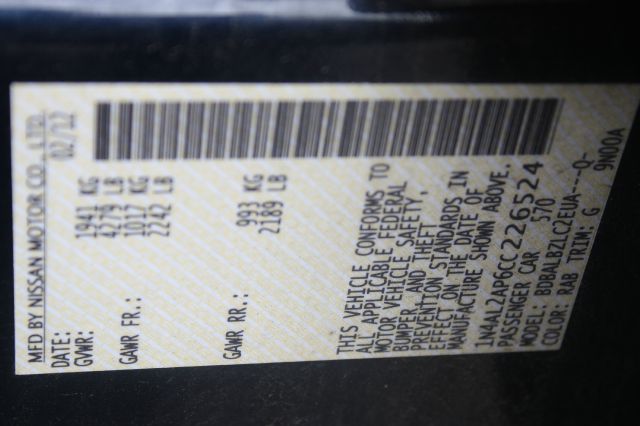 MFD BY NISSAN MOTOR CO., LTD.
DATE: 02/12
GVWR: 1941 KG
4279 LB
GAWR FR.: 1017 KG
2242 LB
GAWR RR.: 993 KG
2189 LB
THIS VEHICLE CONFORMS TO
ALL APPLICABLE FEDERAL
MOTOR VEHICLE SAFETY,
BUMPER AND THEFT
PREVENTION STANDARDS IN
EFFECT ON THE DATE OF
MANUFACTURE SHOWN ABOVE.
1N4AL2AP6CC226524
PASSENGER CAR 570
MODEL: BDBALBZLC2EUA---Q-
COLOR: RAB TRIM: G 9N00A